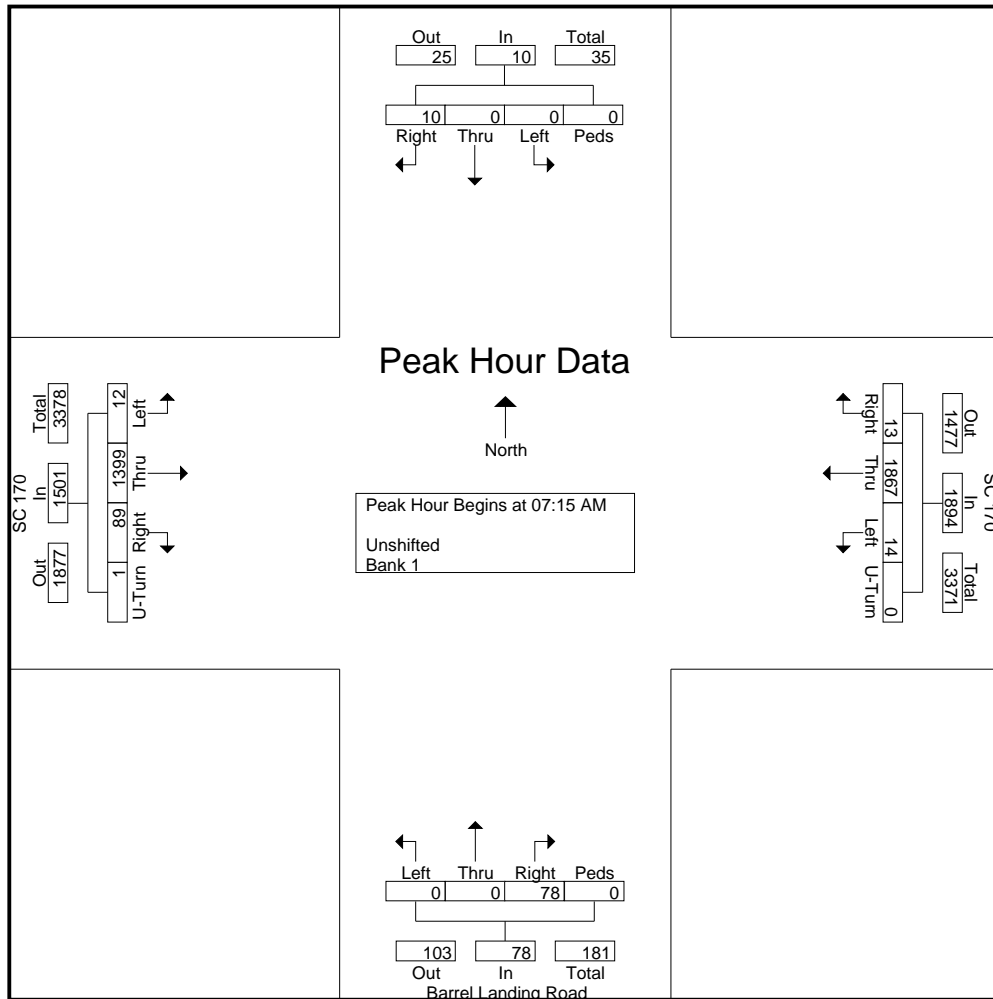 Out In Total
25 10 35
10 0 0 0
Right Thru Left Peds
Peak Hour Data
North
Peak Hour Begins at 07:15 AM
Unshifted
Bank 1
SC 170
Total In Out
3378 1501 1877
12 1399 89 1
Left Thru Right U-Turn
SC 170
Out In Total
1477 1894 3371
13 1867 14 0
Right Thru Left U-Turn
Left Thru Right Peds
0 0 78 0
103 78 181
Out In Total
Barrel Landing Road